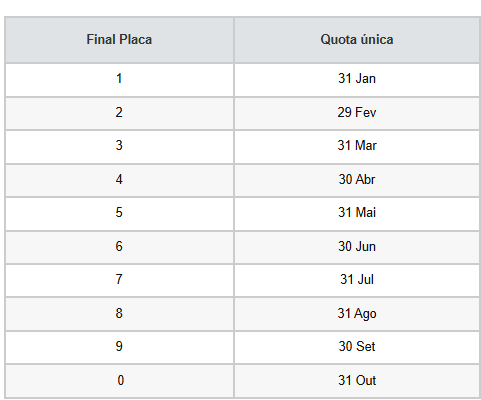 Final Placa Quota única
1 31 Jan
2 29 Fev
3 31 Mar
4 30 Abr
5 31 Mai
6 30 Jun
7 31 Jul
8 31 Ago
9 30 Set
0 31 Out